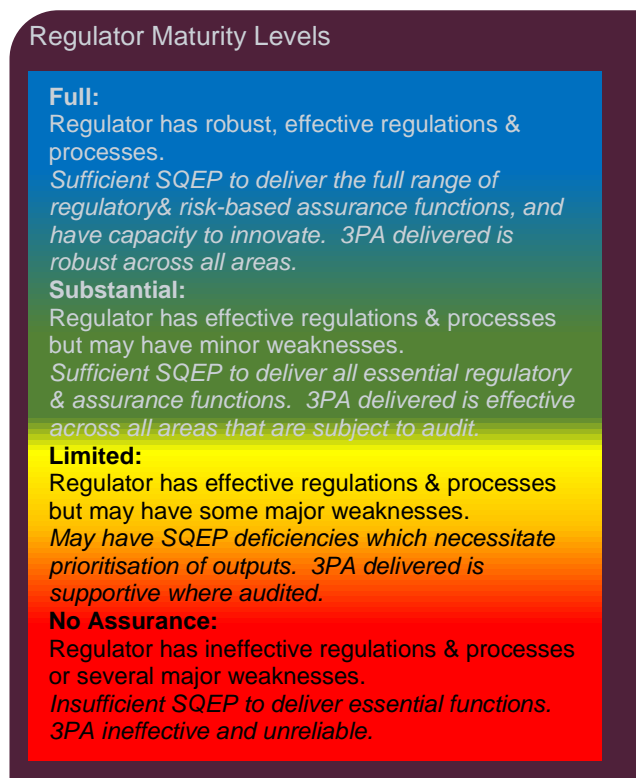 Regulator Maturity Levels
Full:
Regulator has robust, effective regulations &
processes.
Sufficient SQEP to deliver the full range of
regulatory& risk-based assurance functions, and
have capacity to innovate.  3PA delivered is
robust across all areas.
Substantial:
Regulator has effective regulations & processes
but may have minor weaknesses.
Sufficient SQEP to deliver all essential regulatory
& assurance functions.  3PA delivered is effective
across all areas that are subject to audit.
Limited:
Regulator has effective regulations & processes
but may have some major weaknesses.
May have SQEP deficiencies which necessitate
prioritisation of outputs.  3PA delivered is
supportive where audited.
No Assurance:
Regulator has ineffective regulations & processes
or several major weaknesses.
Insufficient SQEP to deliver essential functions.
3PA ineffective and unreliable.